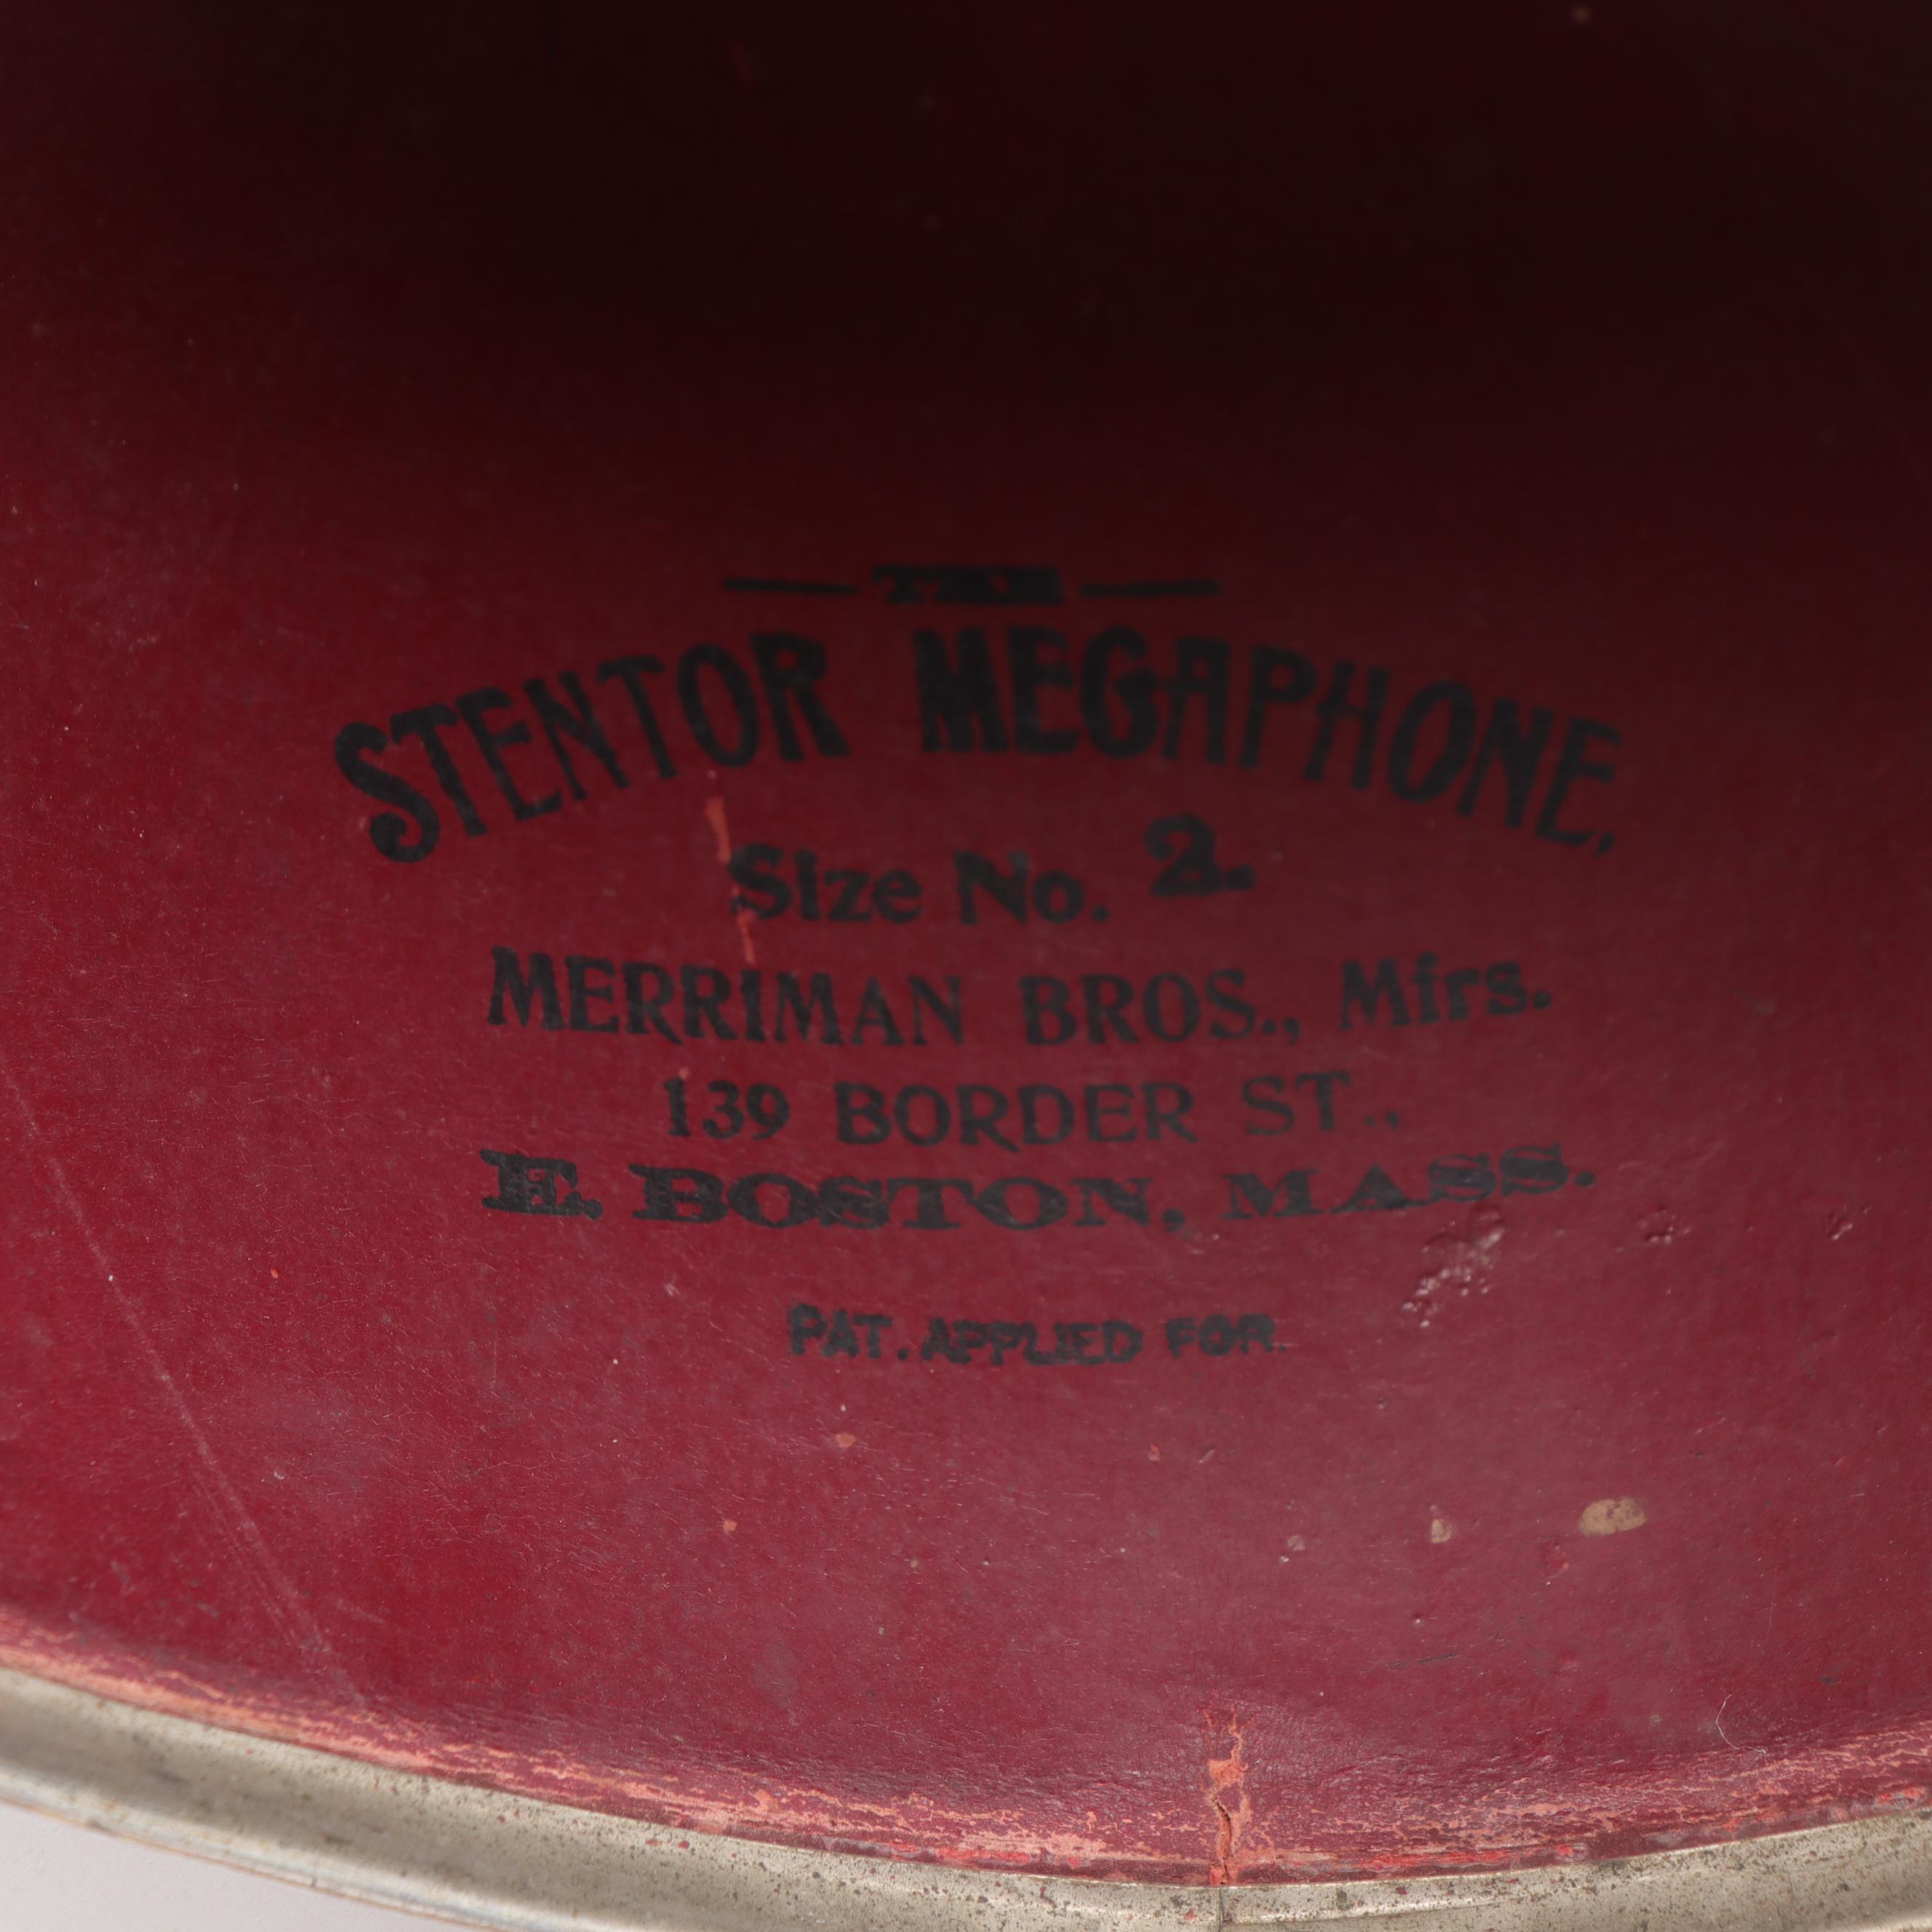 — THE —
STENTOR MEGAPHONE,
Size No. 2.
MERRIMAN BROS., Mfrs.
139 BORDER ST.,
E. BOSTON, MASS.
PAT. APPLIED FOR.